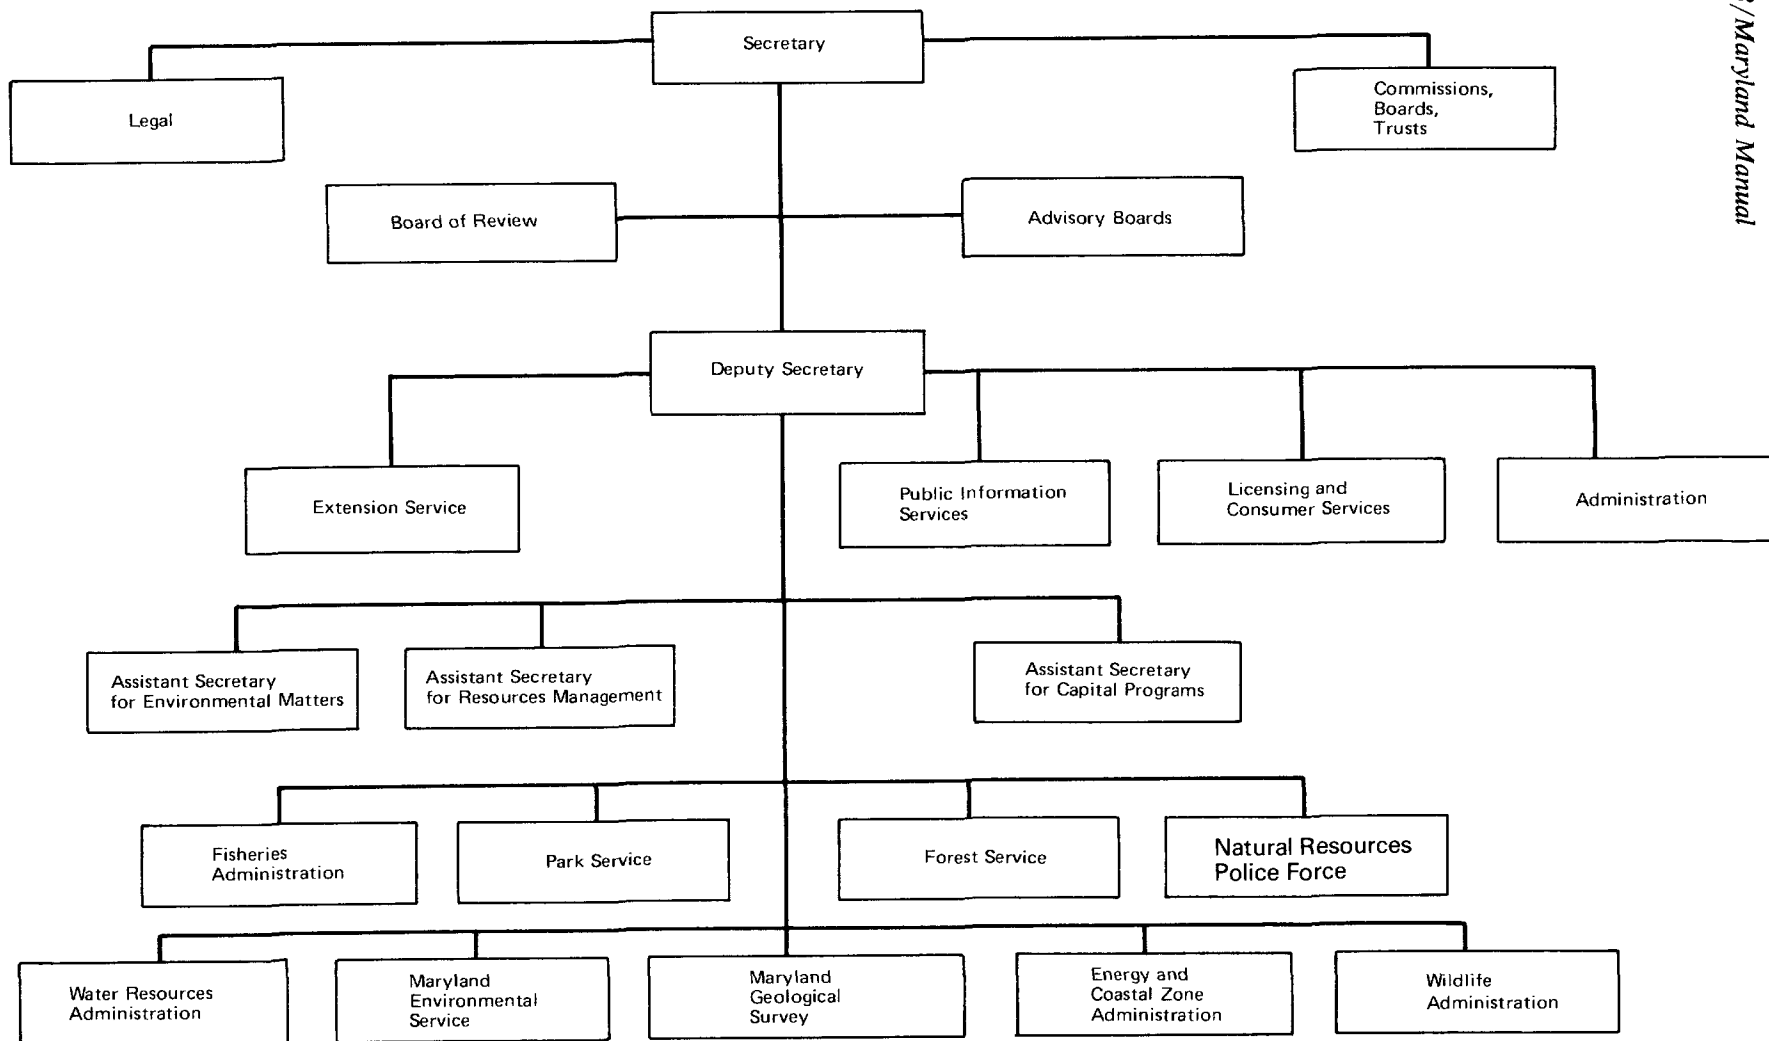 /Maryland Manual
Secretary
Legal
Commissions,
Boards,
Trusts
Board of Review
Advisory Boards
Deputy Secretary
Extension Service
Public Information
Services
Licensing and
Consumer Services
Administration
Assistant Secretary
for Environmental Matters
Assistant Secretary
for Resources Management
Assistant Secretary
for Capital Programs
Fisheries
Administration
Park Service
Forest Service
Natural Resources
Police Force
Water Resources
Administration
Maryland
Environmental
Service
Maryland
Geological
Survey
Energy and
Coastal Zone
Administration
Wildlife
Administration